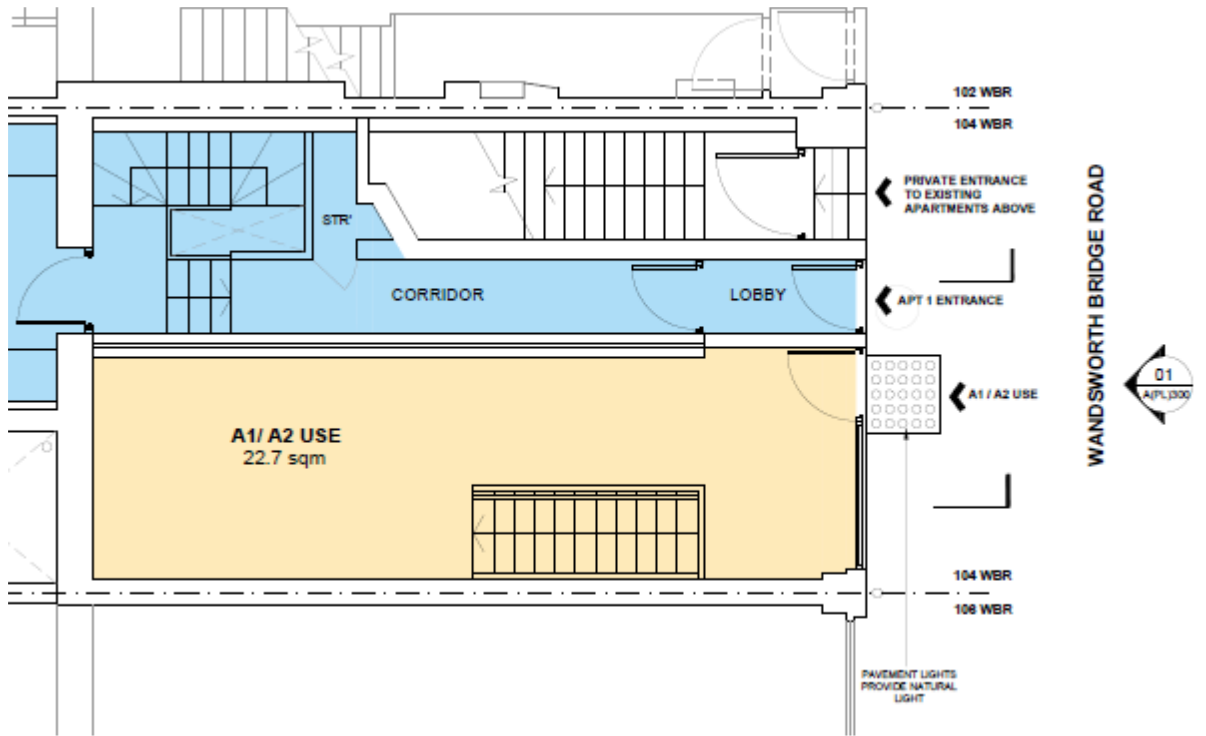 102 WBR
104 WBR
PRIVATE ENTRANCE
TO EXISTING
APARTMENTS ABOVE
STR'
CORRIDOR
LOBBY
APT 1 ENTRANCE
WANDSWORTH BRIDGE ROAD
01
A(PL)300
A1 / A2 USE
A1/ A2 USE
22.7 sqm
104 WBR
106 WBR
PAVEMENT LIGHTS
PROVIDE NATURAL
LIGHT